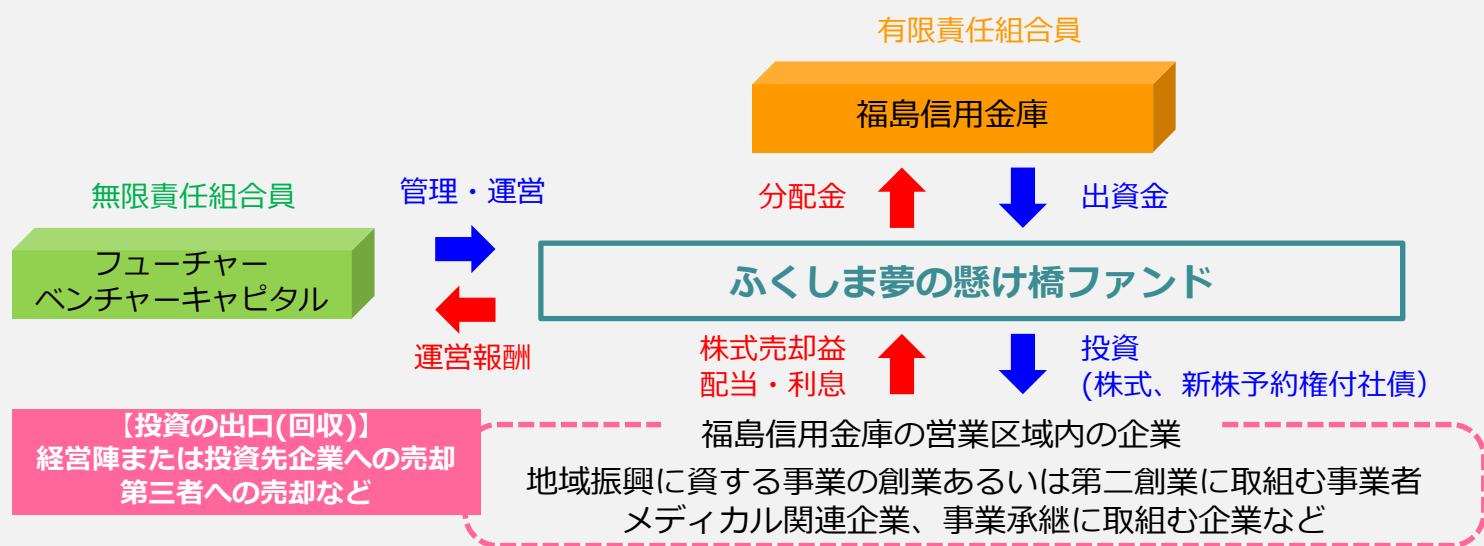 有限責任組合員
福島信用金庫
無限責任組合員
管理・運営
分配金
出資金
フューチャー
ベンチャーキャピタル
ふくしま夢の懸け橋ファンド
運営報酬
株式売却益
配当・利息
投資
(株式、新株予約権付社債）
【投資の出口(回収)】
経営陣または投資先企業への売却
第三者への売却など
福島信用金庫の営業区域内の企業
地域振興に資する事業の創業あるいは第二創業に取組む事業者
メディカル関連企業、事業承継に取組む企業など